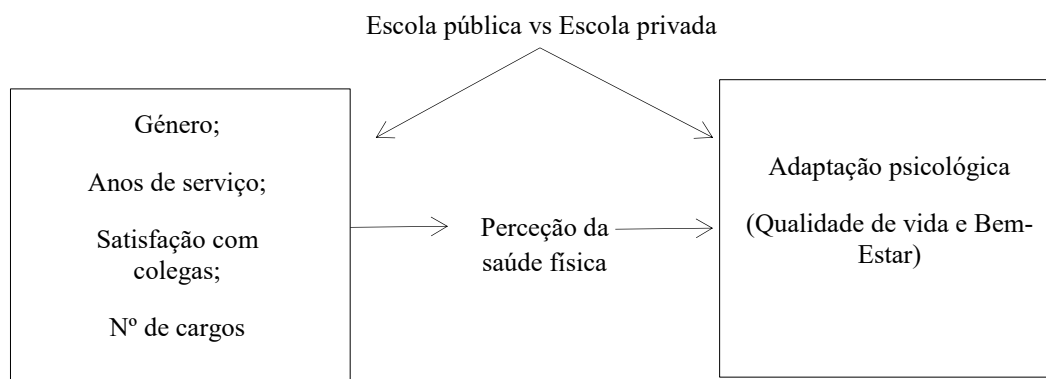 Escola pública vs Escola privada
Género;
Anos de serviço;
Satisfação com
colegas;
Nº de cargos
Perceção da
saúde física
Adaptação psicológica
(Qualidade de vida e Bem-
Estar)